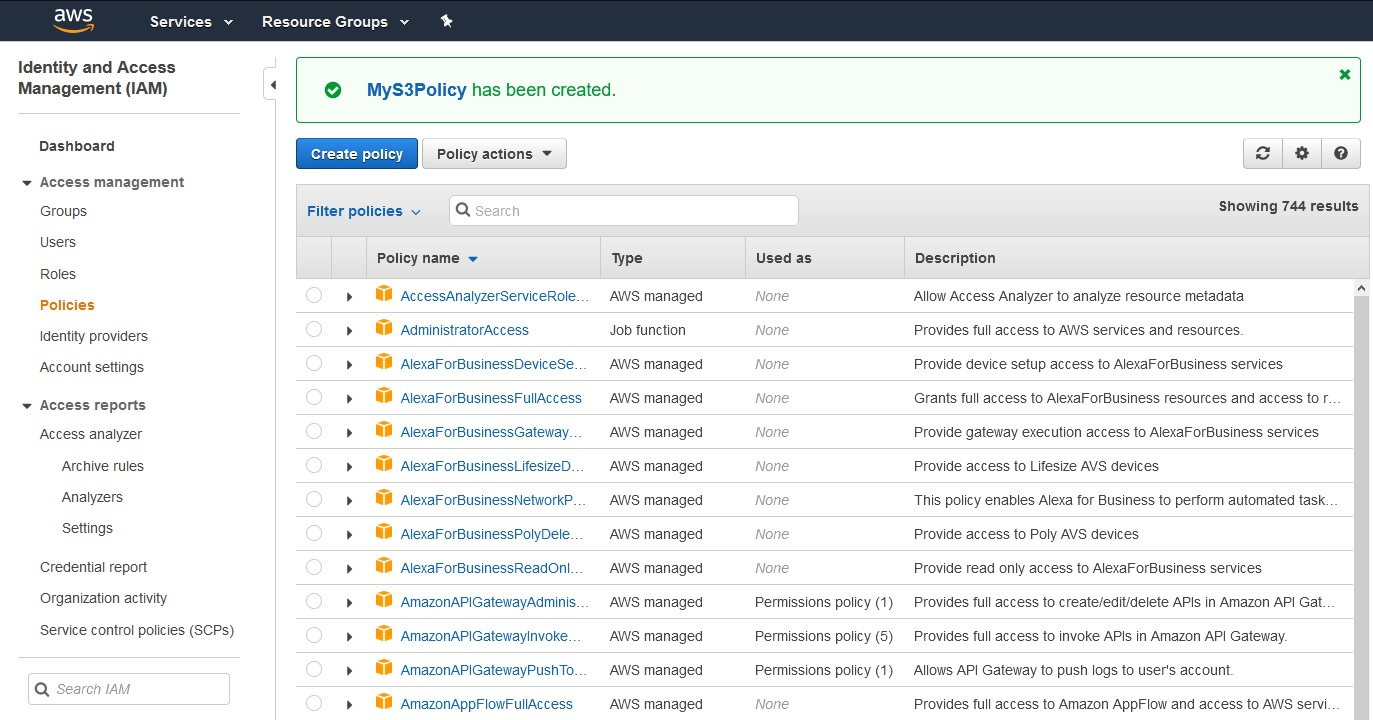 aws
Services
Resource Groups
Identity and Access
Management (IAM)
Dashboard
Access management
Groups
Users
Roles
Policies
Identity providers
Account settings
Access reports
Access analyzer
Archive rules
Analyzers
Settings
Credential report
Organization activity
Service control policies (SCPs)
Search IAM
MyS3Policy has been created.
Create policy
Policy actions
Filter policies
Search
Showing 744 results
Policy name Type Used as Description
AccessAnalyzerServiceRole... AWS managed None Allow Access Analyzer to analyze resource metadata
AdministratorAccess Job function None Provides full access to AWS services and resources.
AlexaForBusinessDeviceSe... AWS managed None Provide device setup access to AlexaForBusiness services
AlexaForBusinessFullAccess AWS managed None Grants full access to AlexaForBusiness resources and access to r...
AlexaForBusinessGateway... AWS managed None Provide gateway execution access to AlexaForBusiness services
AlexaForBusinessLifesizeD... AWS managed None Provide access to Lifesize AVS devices
AlexaForBusinessNetworkP... AWS managed None This policy enables Alexa for Business to perform automated task...
AlexaForBusinessPolyDele... AWS managed None Provide access to Poly AVS devices
AlexaForBusinessReadOnl... AWS managed None Provide read only access to AlexaForBusiness services
AmazonAPIGatewayAdminis... AWS managed Permissions policy (1) Provides full access to create/edit/delete APIs in Amazon API Gat...
AmazonAPIGatewayInvoke... AWS managed Permissions policy (5) Provides full access to invoke APIs in Amazon API Gateway.
AmazonAPIGatewayPushTo... AWS managed Permissions policy (1) Allows API Gateway to push logs to user's account.
AmazonAppFlowFullAccess AWS managed None Provides full access to Amazon AppFlow and access to AWS servi...